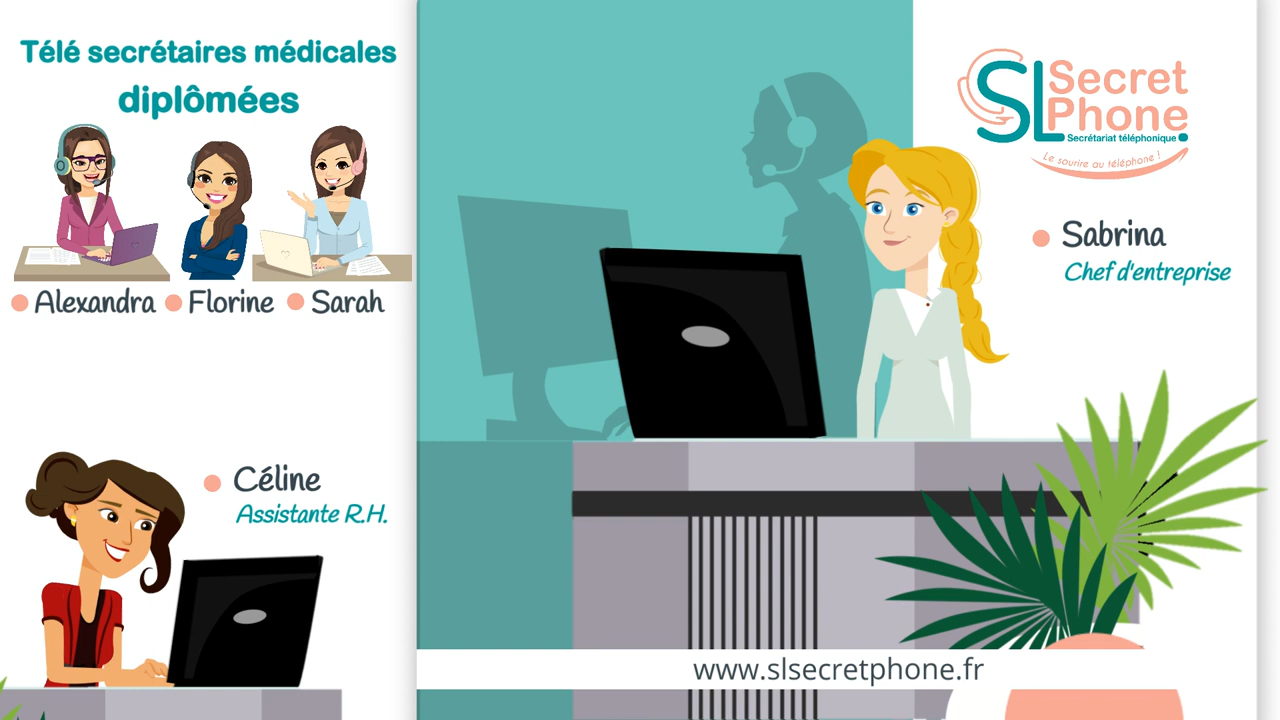 Télé secrétaires médicales
diplômées
Alexandra Florine Sarah
Céline
Assistante R.H.
SL Secret
Phone
Secrétariat téléphonique
Le sourire au téléphone !
Sabrina
Chef d'entreprise
www.slsecretphone.fr